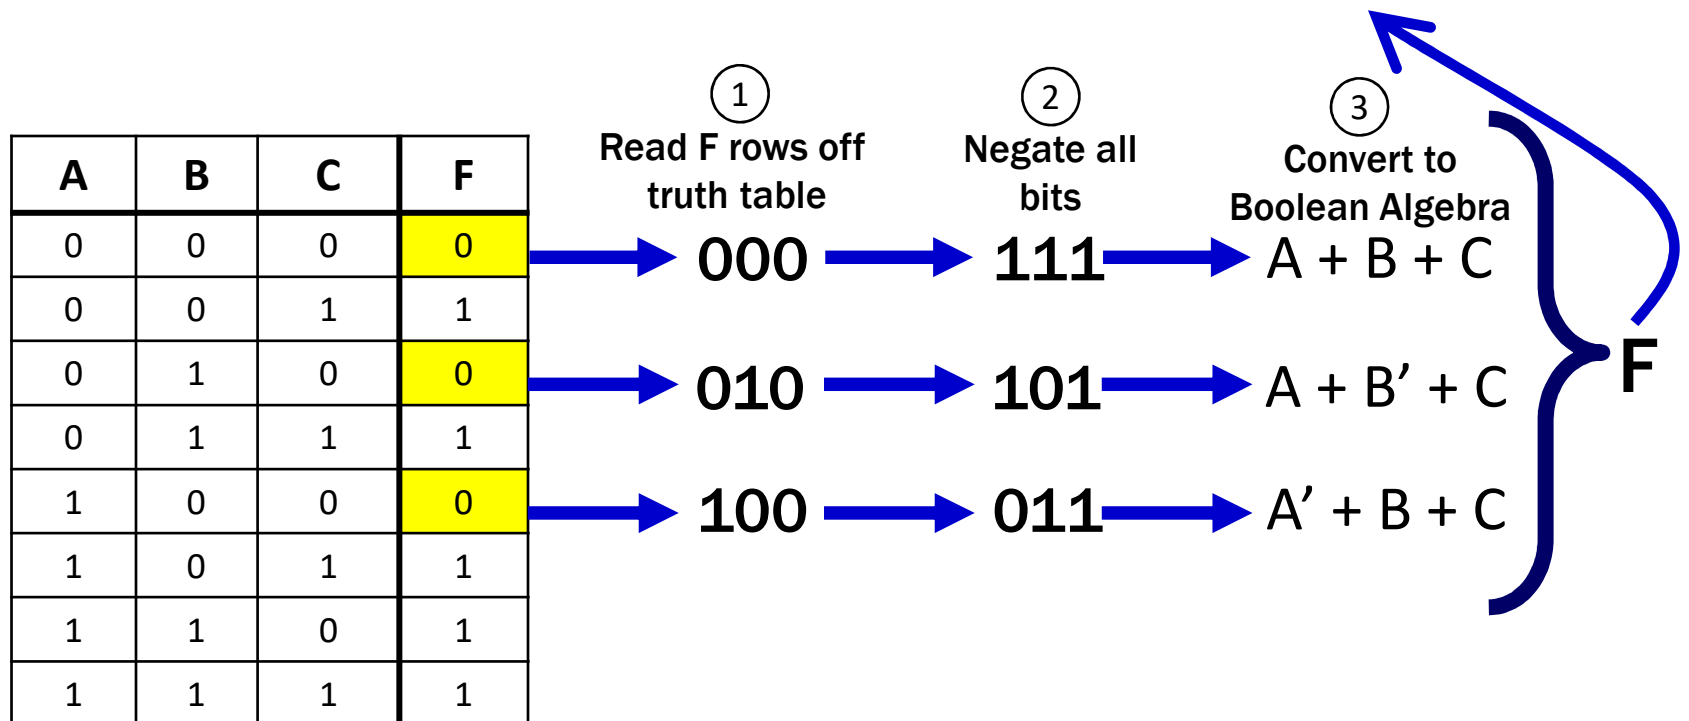 1
Read F rows off
truth table
2
Negate all
bits
3
Convert to
Boolean Algebra
A B C F
0 0 0 0
000
111
A + B + C
0 0 1 1
0 1 0 0
010
101
A + B’ + C
0 1 1 1
1 0 0 0
100
011
A’ + B + C
1 0 1 1
1 1 0 1
1 1 1 1
F